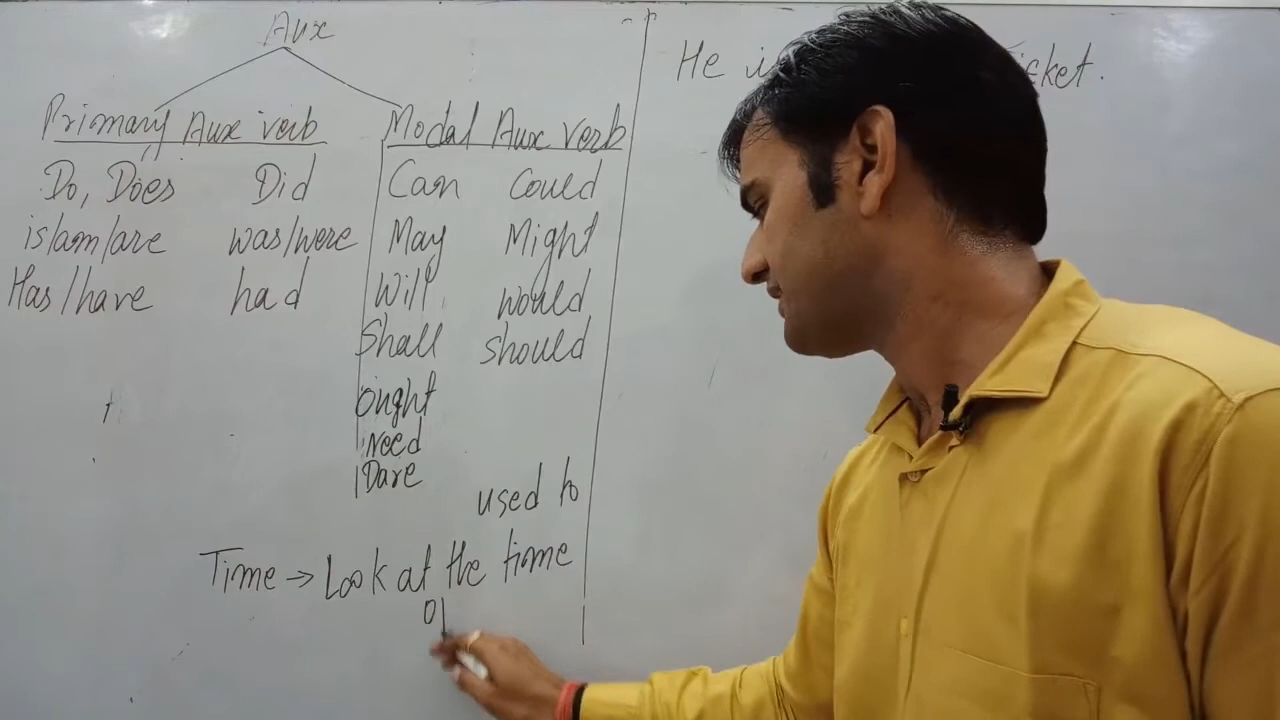 Aux
Primary Aux verb
Modal Aux Verb
Do, Does Did
Can Could
is/am/are was/were
May Might
Has/have had
Will would
Shall should
ought
Need
Dare
used to
Time → Look at the time
He